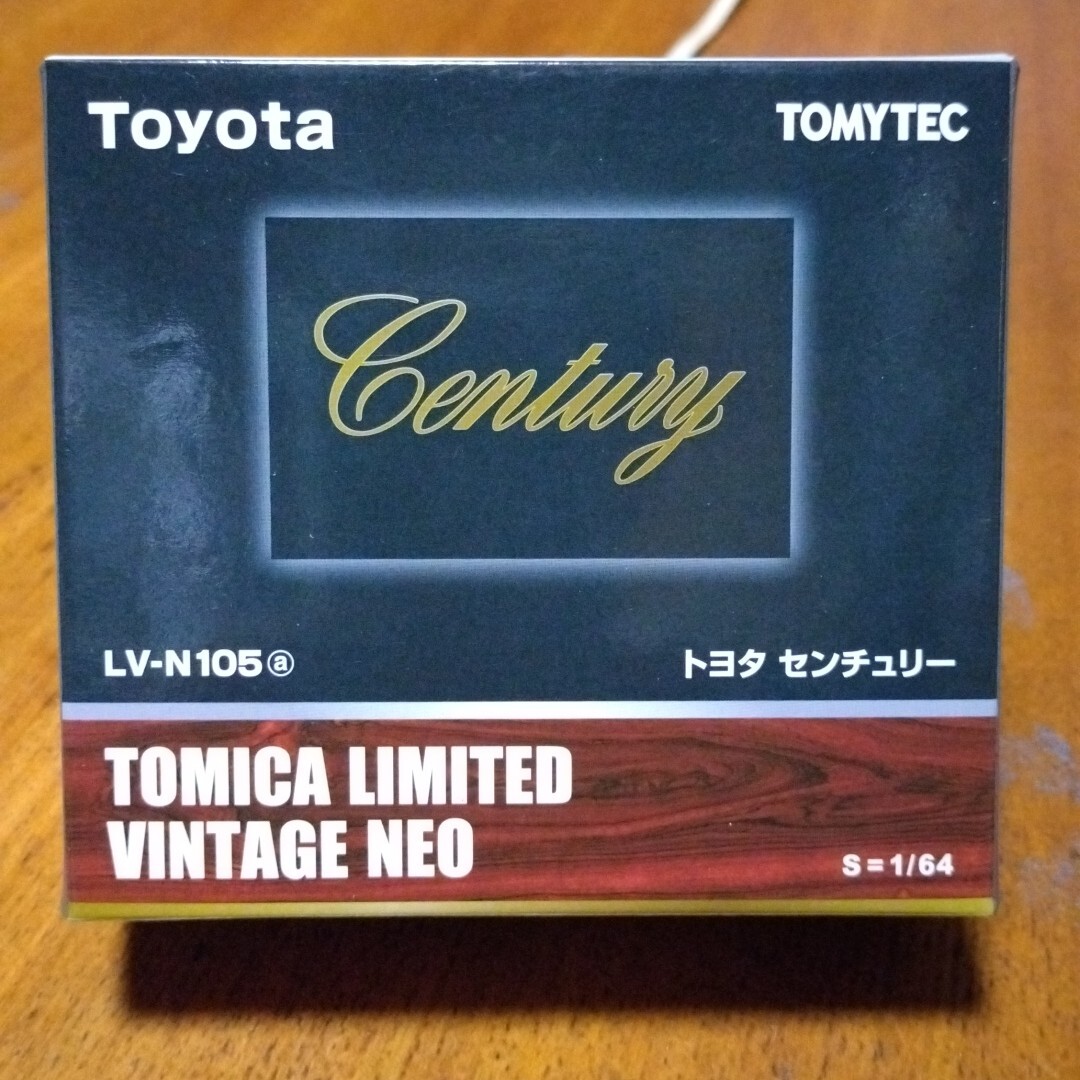 Toyota
TOMYTEC
Century
LV-N105ⓐ
トヨタ センチュリー
TOMICA LIMITED
VINTAGE NEO
S=1/64